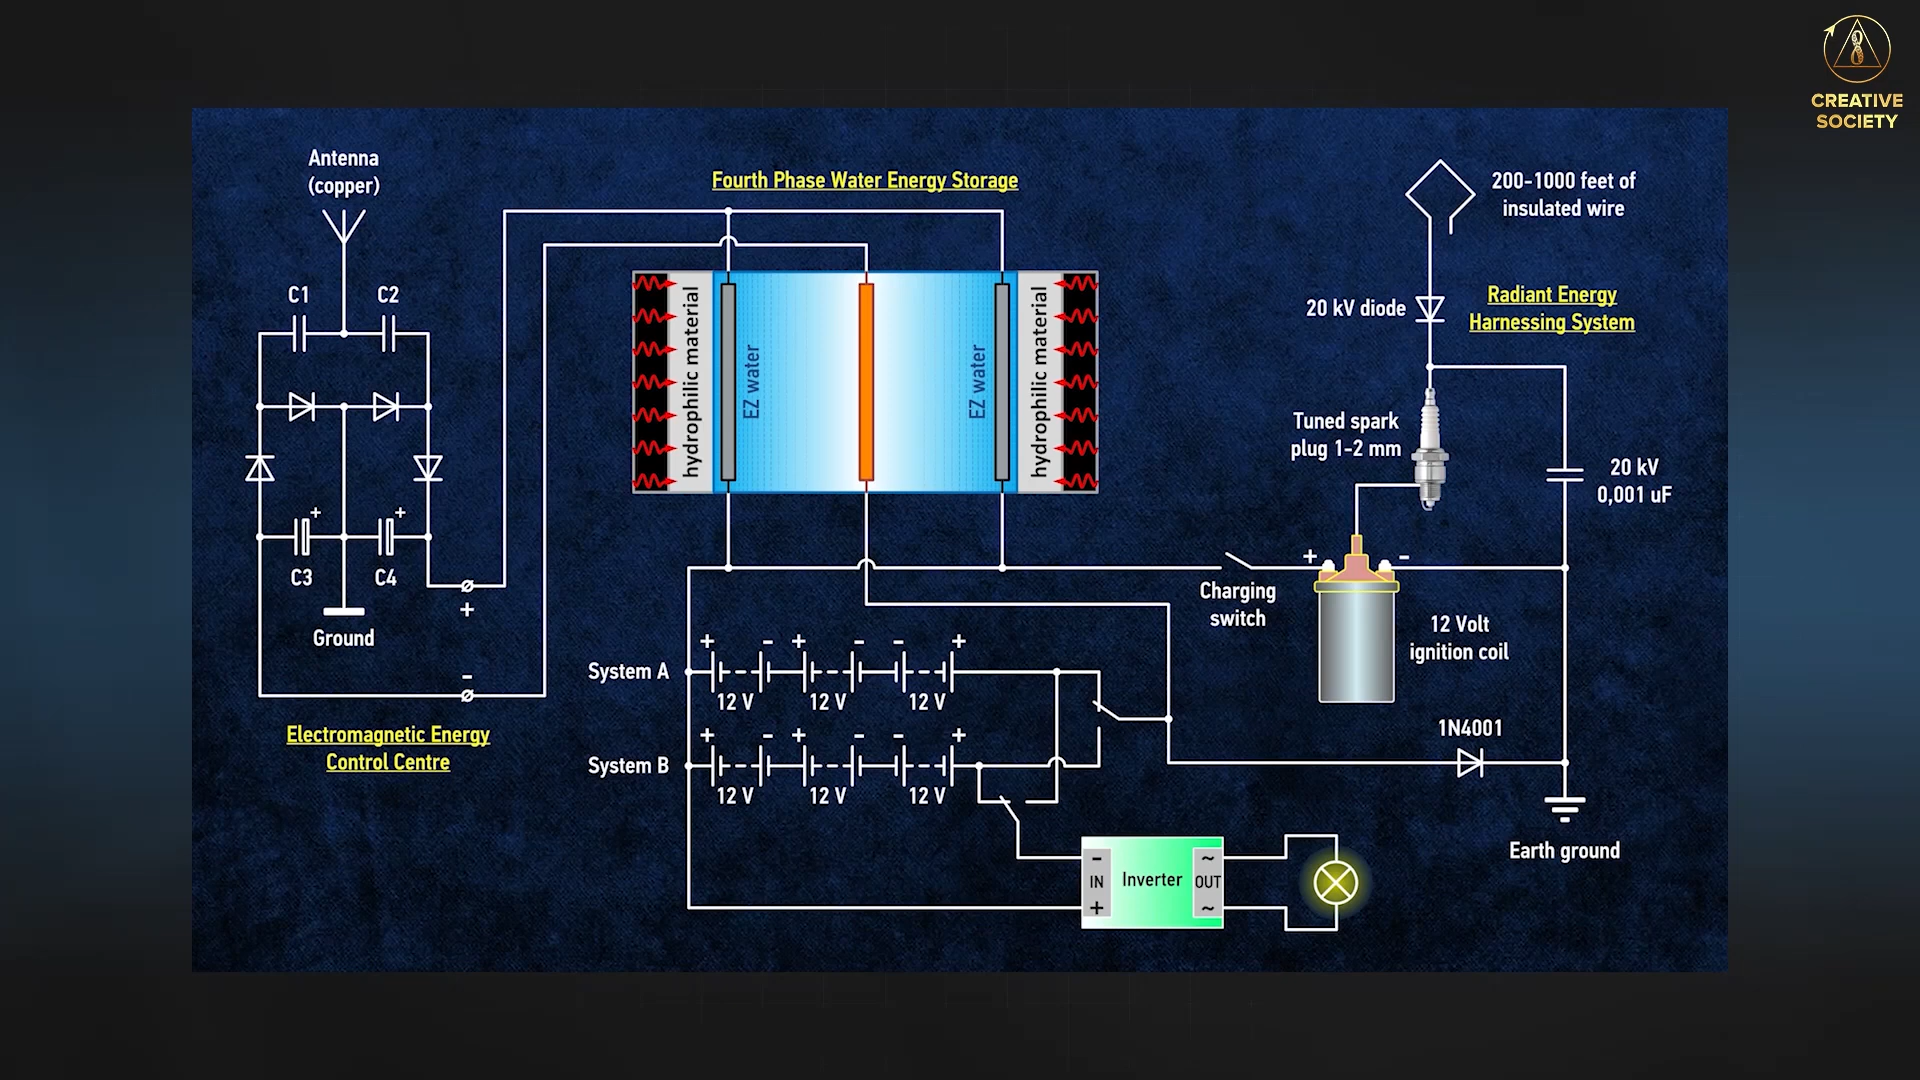 CREATIVE
SOCIETY
Antenna
(copper)
C1
C2
+
+
C3
C4
Ground
+
-
Electromagnetic Energy
Control Centre
Fourth Phase Water Energy Storage
hydrophilic material
EZ water
EZ water
hydrophilic material
200-1000 feet of
insulated wire
20 kV diode
Radiant Energy
Harnessing System
Tuned spark
plug 1-2 mm
20 kV
0,001 uF
Charging
switch
+
-
12 Volt
ignition coil
1N4001
Earth ground
System A
+ - + - - +
12 V 12 V 12 V
System B
+ - + - - +
12 V 12 V 12 V
-
IN
+
Inverter
~
OUT
~